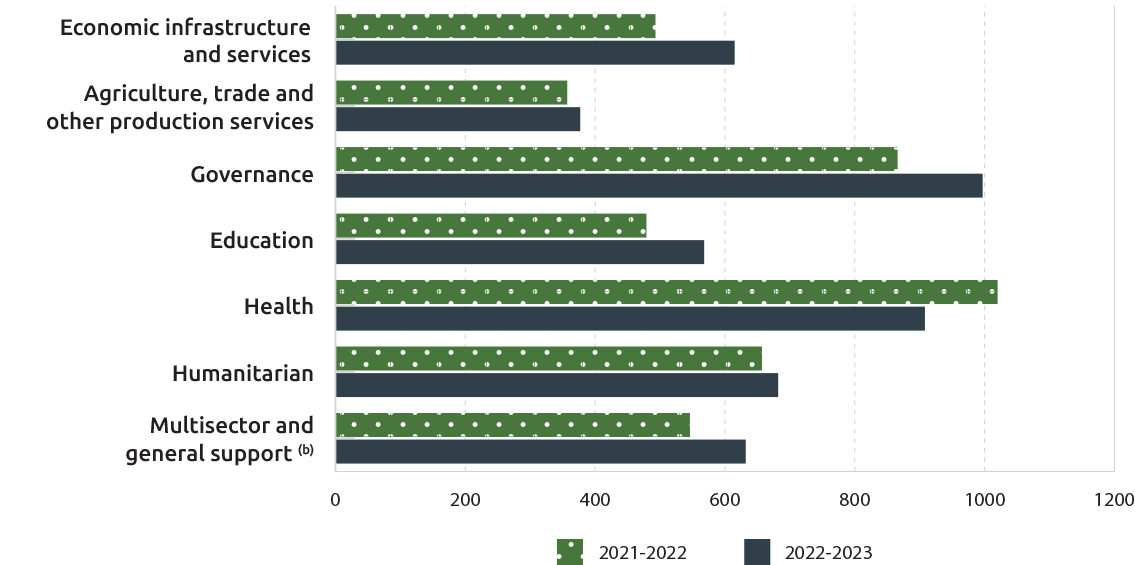 Economic infrastructure
and services
Agriculture, trade and
other production services
Governance
Education
Health
Humanitarian
Multisector and
general support (b)
0 200 400 600 800 1000 1200
2021-2022 2022-2023